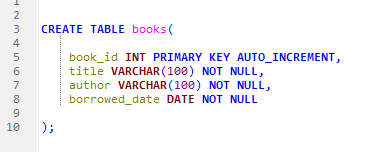 1
2
3 CREATE TABLE books(
4
5 book_id INT PRIMARY KEY AUTO_INCREMENT,
6 title VARCHAR(100) NOT NULL,
7 author VARCHAR(100) NOT NULL,
8 borrowed_date DATE NOT NULL
9
10 );